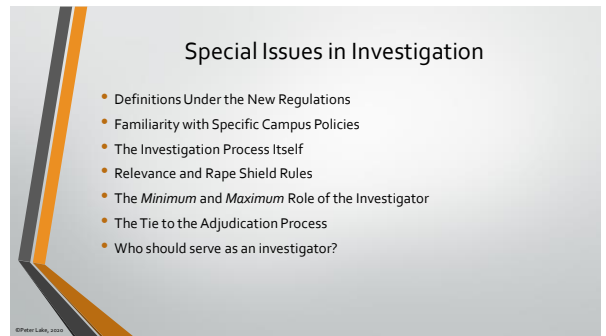 Special Issues in Investigation
• Definitions Under the New Regulations
• Familiarity with Specific Campus Policies
• The Investigation Process Itself
• Relevance and Rape Shield Rules
• The Minimum and Maximum Role of the Investigator
• The Tie to the Adjudication Process
• Who should serve as an investigator?
©Peter Lake, 2020